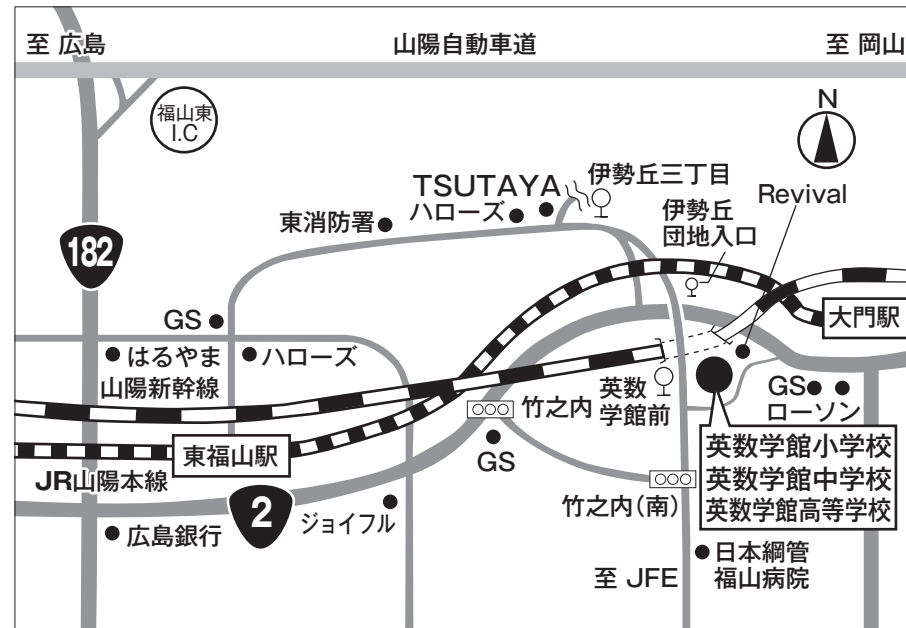 至 広島
山陽自動車道
至 岡山
福山東
I.C
N
TSUTAYA
伊勢丘三丁目
Revival
東消防署
ハローズ
伊勢丘
団地入口
182
GS
大門駅
はるやま
ハローズ
山陽新幹線
英数
学館前
GS
ローソン
竹之内
東福山駅
GS
英数学館小学校
英数学館中学校
英数学館高等学校
JR山陽本線
2
ジョイフル
竹之内(南)
広島銀行
日本綱管
福山病院
至 JFE